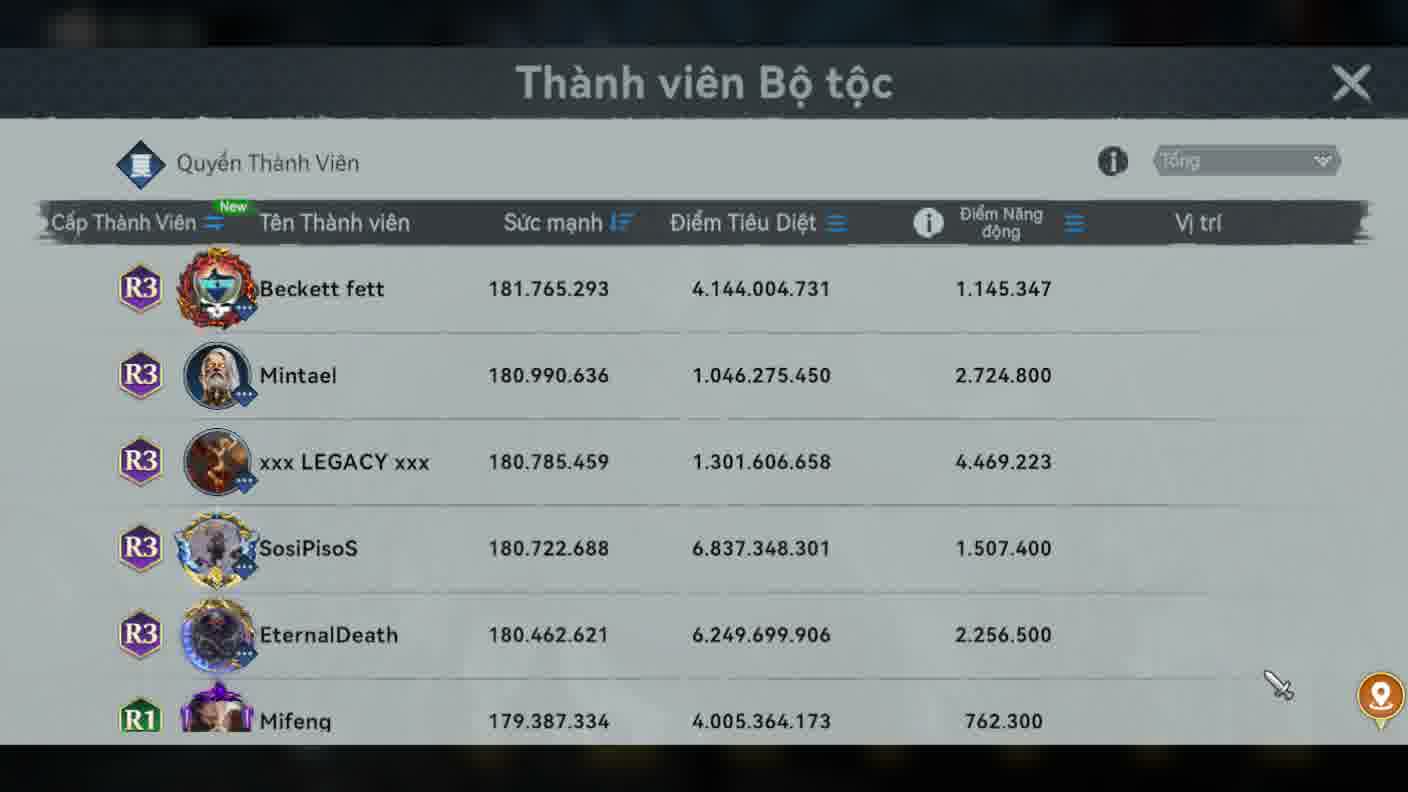 Thành viên Bộ tộc
Quyển Thành Viên
Tổng
Cấp Thành Viên New Tên Thành viên Sức mạnh Điểm Tiêu Diệt Điểm Năng động Vị trí
R3 Beckett fett 181.765.293 4.144.004.731 1.145.347
R3 Mintael 180.990.636 1.046.275.450 2.724.800
R3 xxx LEGACY xxx 180.785.459 1.301.606.658 4.469.223
R3 SosiPisoS 180.722.688 6.837.348.301 1.507.400
R3 EternalDeath 180.462.621 6.249.699.906 2.256.500
R1 Mifeng 179.387.334 4.005.364.173 762.300